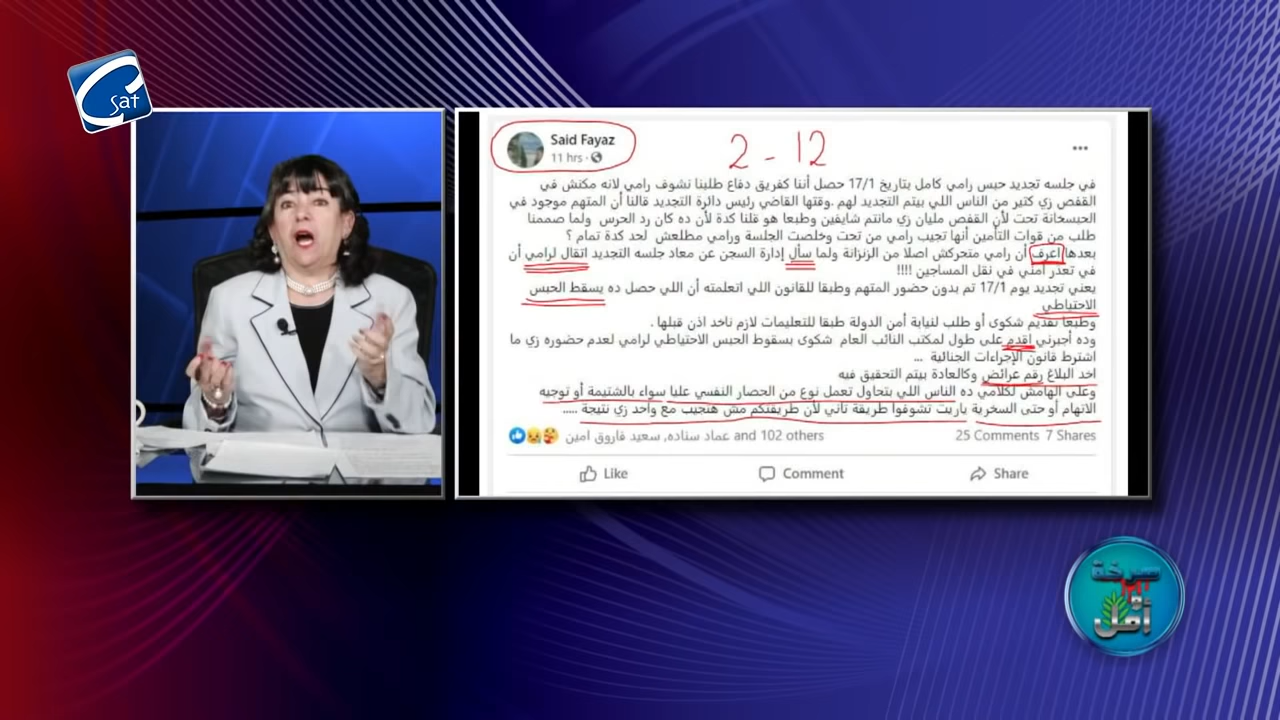 C Sat
Said Fayaz
11 hrs
2 - 12
في جلسه تجديد حبس رامي كامل بتاريخ 17/1 حصل أننا كفريق دفاع طلبنا نشوف رامي لانه مكنش في
القفص زي كتير من الناس اللي بيتم التجديد لهم .وقتها القاضي رئيس دائرة التجديد قالنا أن المتهم موجود في
الحبسخانة تحت لأن القفص مليان زي مانتم شايفين وطبعا هو قلنا كدة لأن ده كان رد الحرس ولما صممنا
طلب من قوات التأمين أنها تجيب رامي من تحت وخلصت الجلسة ورامي مطلعش لحد كدة تمام ؟
بعدها اعرف أن رامي متحركش اصلا من الزنزانة ولما سأل إدارة السجن عن معاد جلسه التجديد اتقال لرامي أن
في تعذر أمني في نقل المساجين !!!!
يعني تجديد يوم 17/1 تم بدون حضور المتهم وطبقا للقانون اللي اتعلمته أن اللي حصل ده يسقط الحبس
الاحتياطي
وطبعا تقديم شكوى أو طلب لنيابة أمن الدولة طبقا للتعليمات لازم ناخد اذن قبلها .
وده أجبرني اقدم على طول لمكتب النائب العام شكوى بسقوط الحبس الاحتياطي لرامي لعدم حضوره زي ما
اشترط قانون الإجراءات الجنائية ...
اخد البلاغ رقم عرائض وكالعادة بيتم التحقيق فيه
وعلى الهامش لكلامي ده الناس اللي بتحاول تعمل نوع من الحصار النفسي عليا سواء بالشتيمة أو توجيه
الاتهام أو حتى السخرية ياريت تشوفوا طريقة تاني لأن طريقتكم مش هتجيب مع واحد زي نتيجة .....
عماد سناده, سعيد فاروق امين and 102 others
25 Comments 7 Shares
Like Comment Share
صرخة
أمل